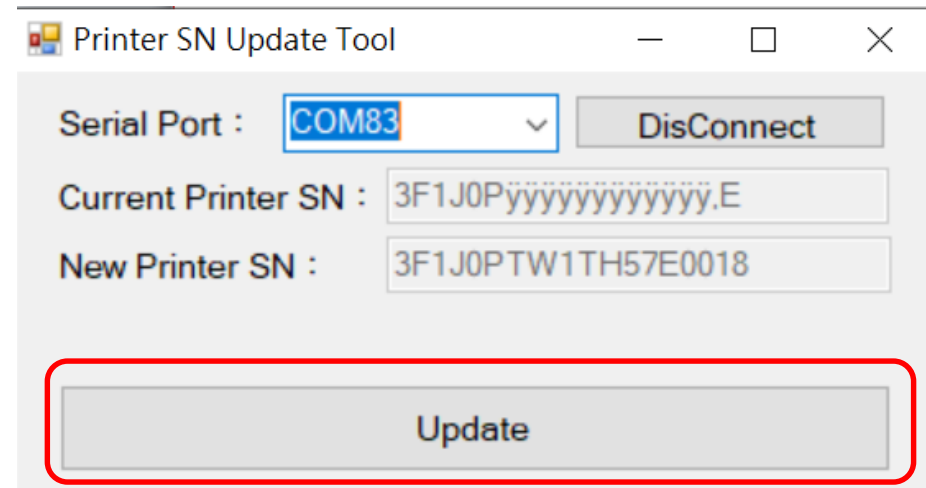 Printer SN Update Tool
Serial Port： COM83 DisConnect
Current Printer SN： 3F1J0Pÿÿÿÿÿÿÿÿÿÿÿÿ.E
New Printer SN： 3F1J0PTW1TH57E0018
Update